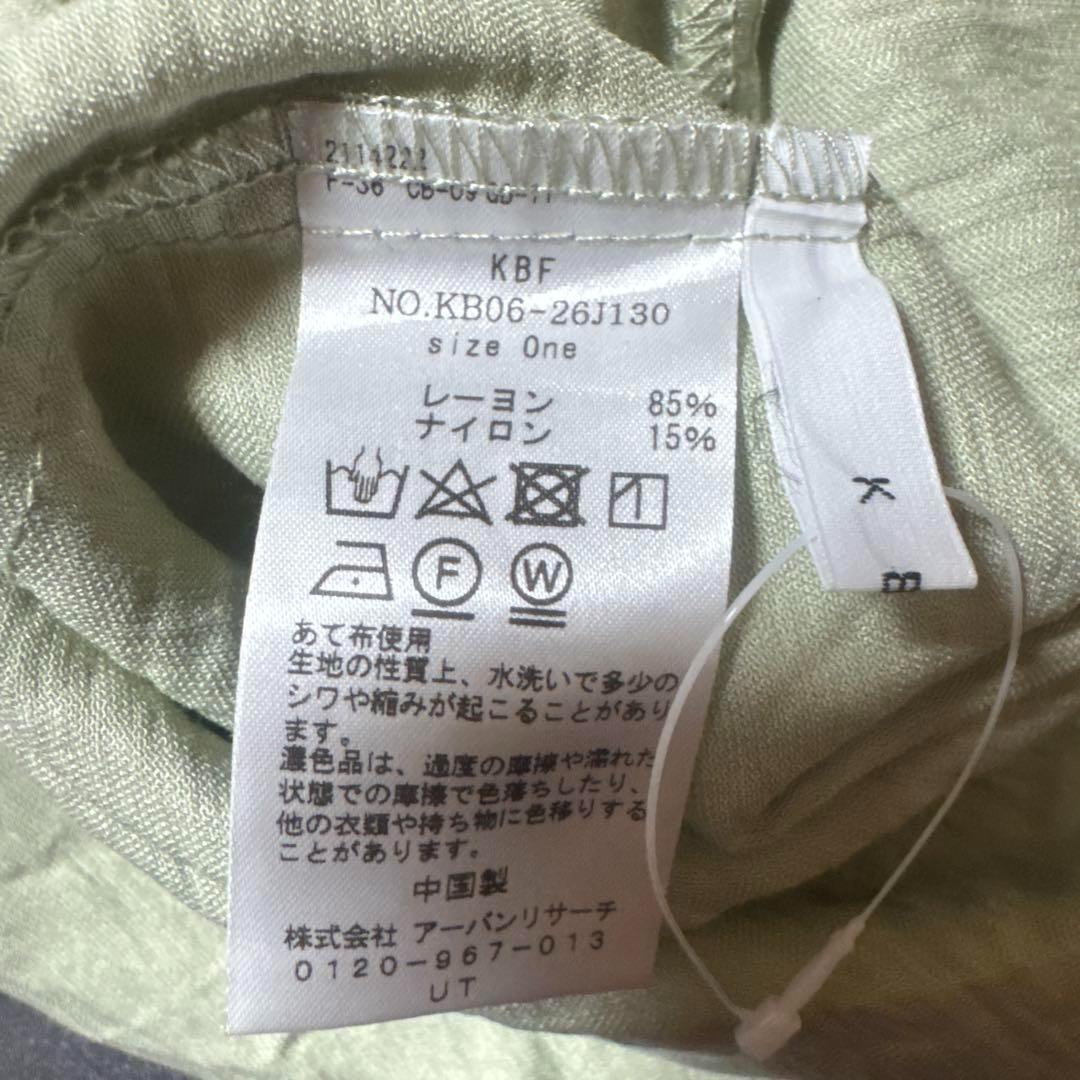 2114222
F-36 CB-09 GD-11
KBF
NO.KB06-26J130
size One
レーヨン 85%
ナイロン 15%
F W
あて布使用
生地の性質上、水洗いで多少の
シワや縮みが起こることがあり
ます。
濃色品は、過度の摩擦や濡れた
状態での摩擦で色落ちしたり、
他の衣類や持ち物に色移りする
ことがあります。
中国製
株式会社 アーバンリサーチ
0120-967-013
UT
K
B